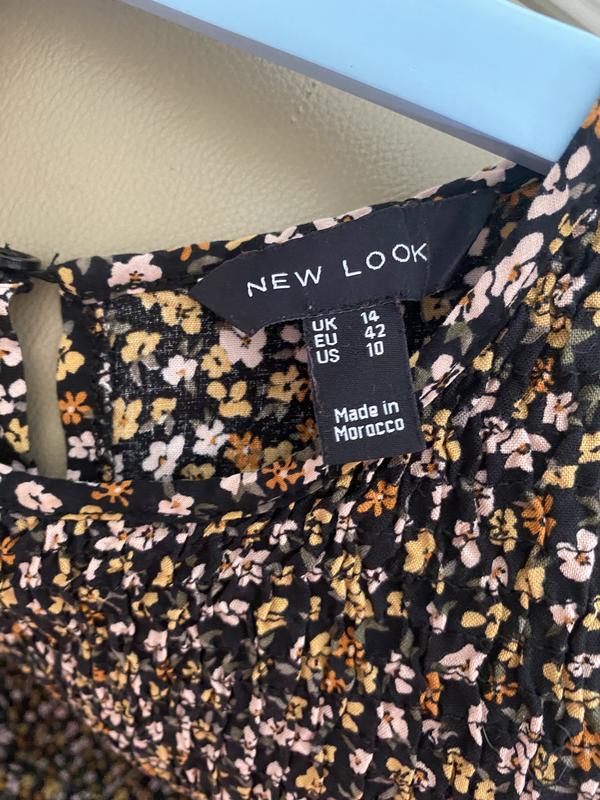 NEW LOOK
UK 14
EU 42
US 10
Made in
Morocco